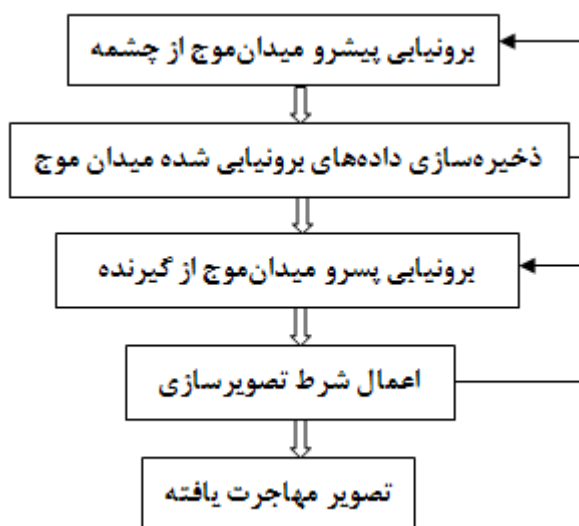 برونیابی پیشرو میدان‌موج از چشمه
ذخیره‌سازی داده‌های برونیابی شده میدان موج
برونیابی پسرو میدان‌موج از گیرنده
اعمال شرط تصویرسازی
تصویر مهاجرت یافته